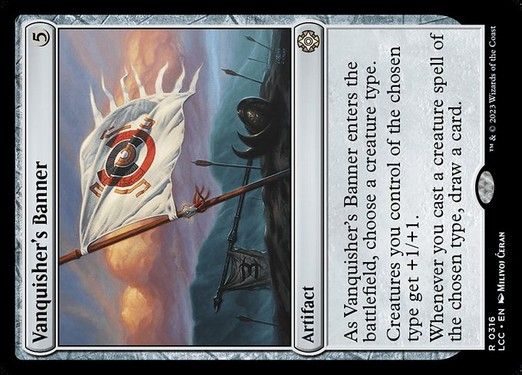 Vanquisher's Banner 5
Artifact
As Vanquisher's Banner enters the
battlefield, choose a creature type.
Creatures you control of the chosen
type get +1/+1.
Whenever you cast a creature spell of
the chosen type, draw a card.
R 0316
LCC • EN Milivoj Ćeran
™ & © 2023 Wizards of the Coast